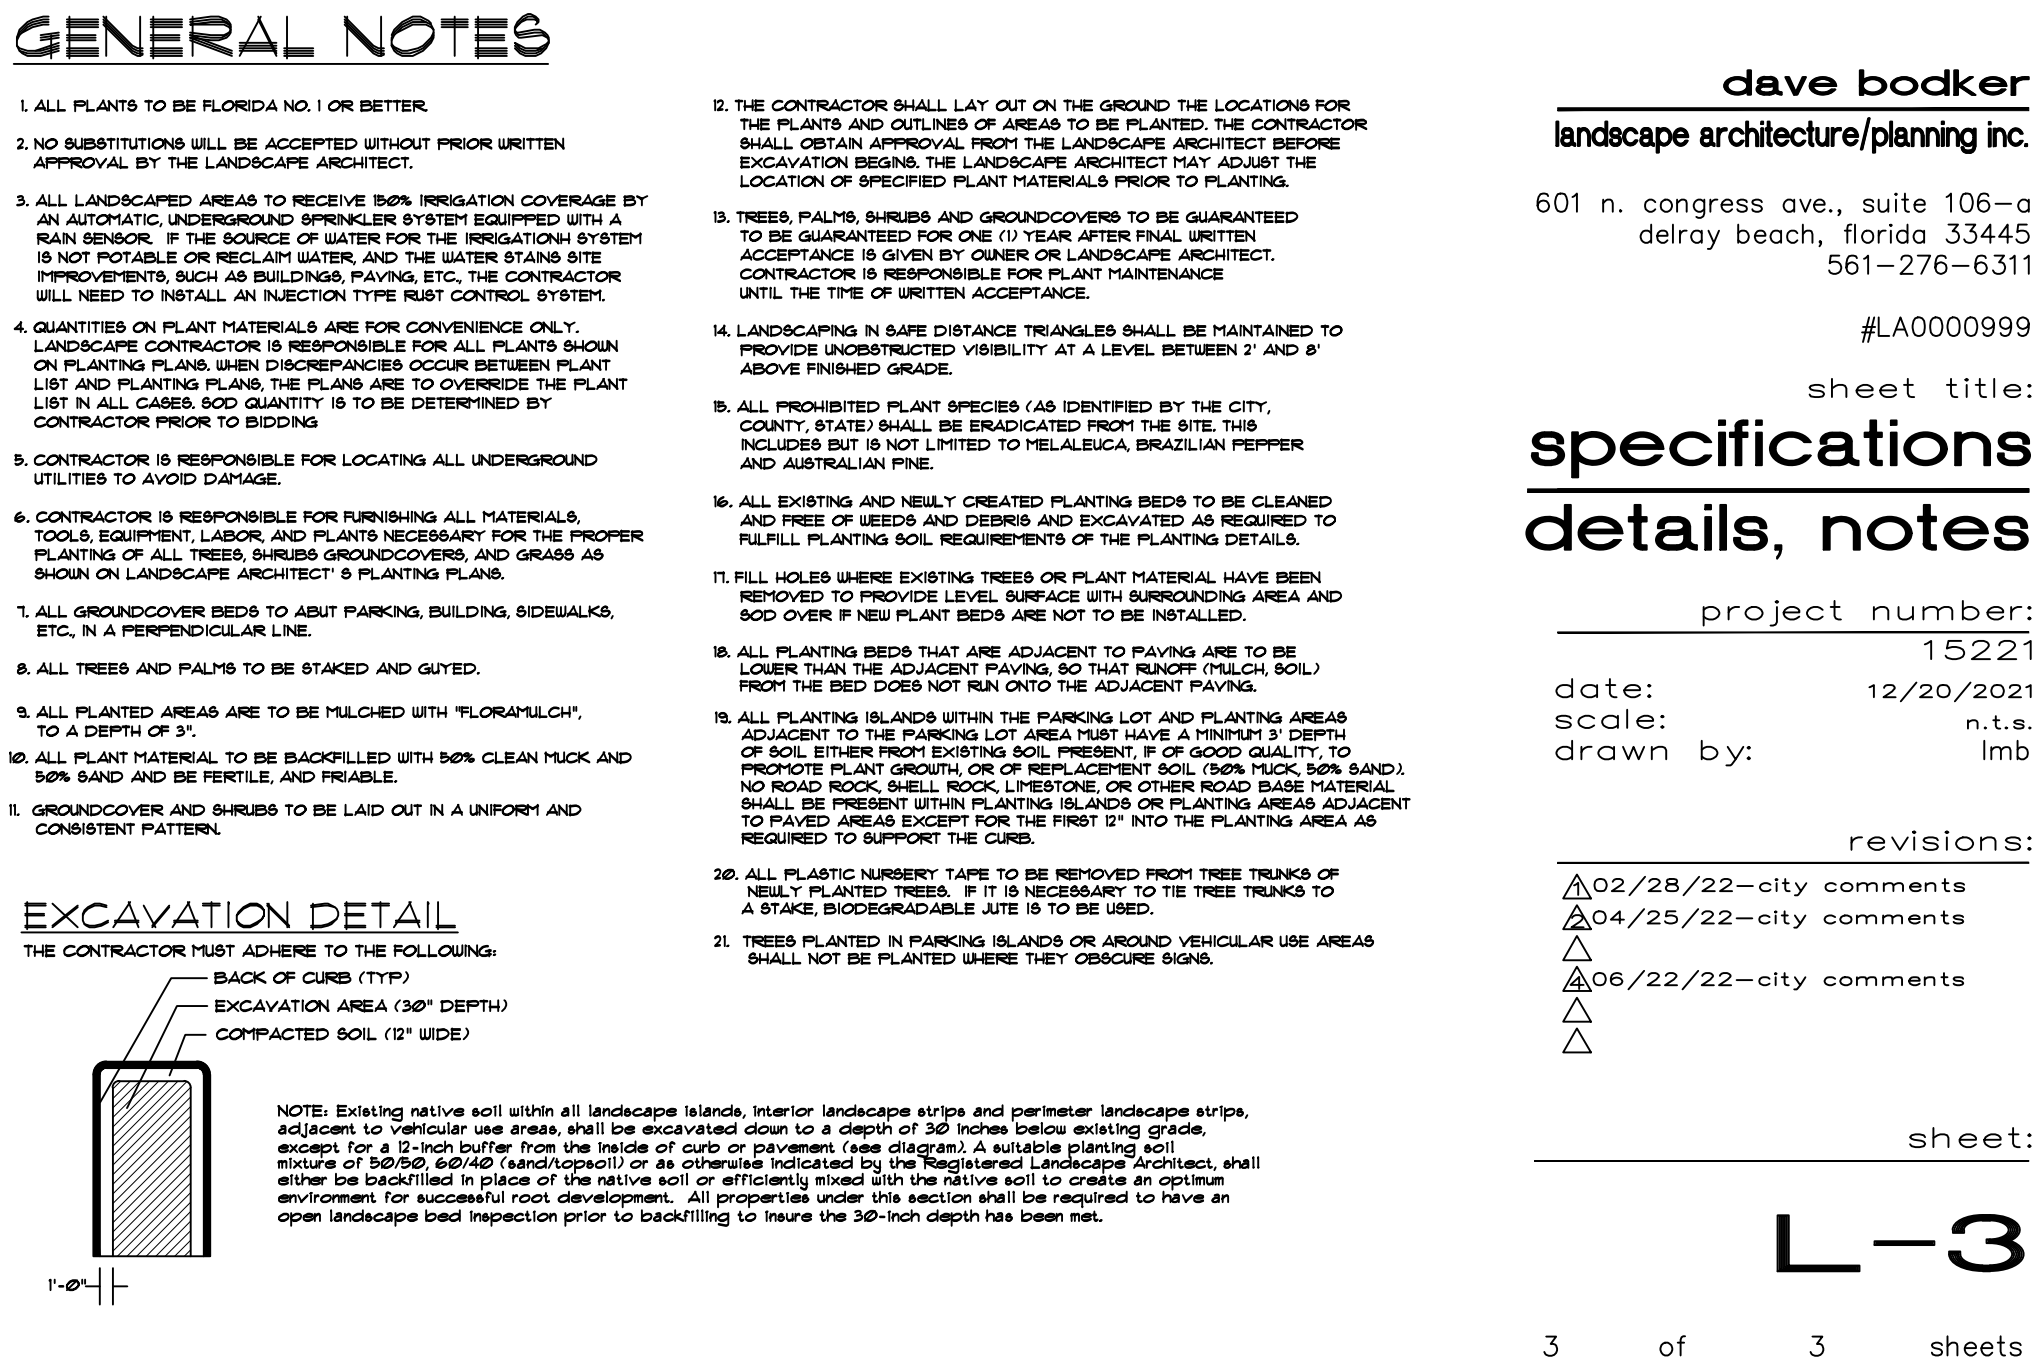 GENERAL NOTES
1. ALL PLANTS TO BE FLORIDA NO. 1 OR BETTER.
2. NO SUBSTITUTIONS WILL BE ACCEPTED WITHOUT PRIOR WRITTEN
APPROVAL BY THE LANDSCAPE ARCHITECT.
3. ALL LANDSCAPED AREAS TO RECEIVE 150% IRRIGATION COVERAGE BY
AN AUTOMATIC, UNDERGROUND SPRINKLER SYSTEM EQUIPPED WITH A
RAIN SENSOR. IF THE SOURCE OF WATER FOR THE IRRIGATIONH SYSTEM
IS NOT POTABLE OR RECLAIM WATER, AND THE WATER STAINS SITE
IMPROVEMENTS, SUCH AS BUILDINGS, PAVING, ETC., THE CONTRACTOR
WILL NEED TO INSTALL AN INJECTION TYPE RUST CONTROL SYSTEM.
4. QUANTITIES ON PLANT MATERIALS ARE FOR CONVENIENCE ONLY.
LANDSCAPE CONTRACTOR IS RESPONSIBLE FOR ALL PLANTS SHOWN
ON PLANTING PLANS. WHEN DISCREPANCIES OCCUR BETWEEN PLANT
LIST AND PLANTING PLANS, THE PLANS ARE TO OVERRIDE THE PLANT
LIST IN ALL CASES. SOD QUANTITY IS TO BE DETERMINED BY
CONTRACTOR PRIOR TO BIDDING
5. CONTRACTOR IS RESPONSIBLE FOR LOCATING ALL UNDERGROUND
UTILITIES TO AVOID DAMAGE.
6. CONTRACTOR IS RESPONSIBLE FOR FURNISHING ALL MATERIALS,
TOOLS, EQUIPMENT, LABOR, AND PLANTS NECESSARY FOR THE PROPER
PLANTING OF ALL TREES, SHRUBS GROUNDCOVERS, AND GRASS AS
SHOWN ON LANDSCAPE ARCHITECT' S PLANTING PLANS.
7. ALL GROUNDCOVER BEDS TO ABUT PARKING, BUILDING, SIDEWALKS,
ETC., IN A PERPENDICULAR LINE.
8. ALL TREES AND PALMS TO BE STAKED AND GUYED.
9. ALL PLANTED AREAS ARE TO BE MULCHED WITH "FLORAMULCH",
TO A DEPTH OF 3".
10. ALL PLANT MATERIAL TO BE BACKFILLED WITH 50% CLEAN MUCK AND
50% SAND AND BE FERTILE, AND FRIABLE.
11. GROUNDCOVER AND SHRUBS TO BE LAID OUT IN A UNIFORM AND
CONSISTENT PATTERN.
EXCAVATION DETAIL
THE CONTRACTOR MUST ADHERE TO THE FOLLOWING:
BACK OF CURB (TYP)
EXCAVATION AREA (30" DEPTH)
COMPACTED SOIL (12" WIDE)
1'-0"
NOTE: Existing native soil within all landscape islands, interior landscape strips and perimeter landscape strips,
adjacent to vehicular use areas, shall be excavated down to a depth of 30 inches below existing grade,
except for a 12-inch buffer from the inside of curb or pavement (see diagram). A suitable planting soil
mixture of 50/50, 60/40 (sand/topsoil) or as otherwise indicated by the Registered Landscape Architect, shall
either be backfilled in place of the native soil or efficiently mixed with the native soil to create an optimum
environment for successful root development. All properties under this section shall be required to have an
open landscape bed inspection prior to backfilling to insure the 30-inch depth has been met.
12. THE CONTRACTOR SHALL LAY OUT ON THE GROUND THE LOCATIONS FOR
THE PLANTS AND OUTLINES OF AREAS TO BE PLANTED. THE CONTRACTOR
SHALL OBTAIN APPROVAL FROM THE LANDSCAPE ARCHITECT BEFORE
EXCAVATION BEGINS. THE LANDSCAPE ARCHITECT MAY ADJUST THE
LOCATION OF SPECIFIED PLANT MATERIALS PRIOR TO PLANTING.
13. TREES, PALMS, SHRUBS AND GROUNDCOVERS TO BE GUARANTEED
TO BE GUARANTEED FOR ONE (1) YEAR AFTER FINAL WRITTEN
ACCEPTANCE IS GIVEN BY OWNER OR LANDSCAPE ARCHITECT.
CONTRACTOR IS RESPONSIBLE FOR PLANT MAINTENANCE
UNTIL THE TIME OF WRITTEN ACCEPTANCE.
14. LANDSCAPING IN SAFE DISTANCE TRIANGLES SHALL BE MAINTAINED TO
PROVIDE UNOBSTRUCTED VISIBILITY AT A LEVEL BETWEEN 2' AND 8'
ABOVE FINISHED GRADE.
15. ALL PROHIBITED PLANT SPECIES (AS IDENTIFIED BY THE CITY,
COUNTY, STATE) SHALL BE ERADICATED FROM THE SITE. THIS
INCLUDES BUT IS NOT LIMITED TO MELALEUCA, BRAZILIAN PEPPER
AND AUSTRALIAN PINE.
16. ALL EXISTING AND NEWLY CREATED PLANTING BEDS TO BE CLEANED
AND FREE OF WEEDS AND DEBRIS AND EXCAVATED AS REQUIRED TO
FULFILL PLANTING SOIL REQUIREMENTS OF THE PLANTING DETAILS.
17. FILL HOLES WHERE EXISTING TREES OR PLANT MATERIAL HAVE BEEN
REMOVED TO PROVIDE LEVEL SURFACE WITH SURROUNDING AREA AND
SOD OVER IF NEW PLANT BEDS ARE NOT TO BE INSTALLED.
18. ALL PLANTING BEDS THAT ARE ADJACENT TO PAVING ARE TO BE
LOWER THAN THE ADJACENT PAVING, SO THAT RUNOFF (MULCH, SOIL)
FROM THE BED DOES NOT RUN ONTO THE ADJACENT PAVING.
19. ALL PLANTING ISLANDS WITHIN THE PARKING LOT AND PLANTING AREAS
ADJACENT TO THE PARKING LOT AREA MUST HAVE A MINIMUM 3' DEPTH
OF SOIL EITHER FROM EXISTING SOIL PRESENT, IF OF GOOD QUALITY, TO
PROMOTE PLANT GROWTH, OR OF REPLACEMENT SOIL (50% MUCK, 50% SAND).
NO ROAD ROCK, SHELL ROCK, LIMESTONE, OR OTHER ROAD BASE MATERIAL
SHALL BE PRESENT WITHIN PLANTING ISLANDS OR PLANTING AREAS ADJACENT
TO PAVED AREAS EXCEPT FOR THE FIRST 12" INTO THE PLANTING AREA AS
REQUIRED TO SUPPORT THE CURB.
20. ALL PLASTIC NURSERY TAPE TO BE REMOVED FROM TREE TRUNKS OF
NEWLY PLANTED TREES. IF IT IS NECESSARY TO TIE TREE TRUNKS TO
A STAKE, BIODEGRADABLE JUTE IS TO BE USED.
21. TREES PLANTED IN PARKING ISLANDS OR AROUND VEHICULAR USE AREAS
SHALL NOT BE PLANTED WHERE THEY OBSCURE SIGNS.
dave bodker
landscape architecture/planning inc.
601 n. congress ave., suite 106-a
delray beach, florida 33445
561-276-6311
#LA0000999
sheet title:
specifications
details, notes
project number:
15221
date: 12/20/2021
scale: n.t.s.
drawn by: lmb
revisions:
1 02/28/22-city comments
2 04/25/22-city comments
4 06/22/22-city comments
sheet:
L-3
3 of 3 sheets